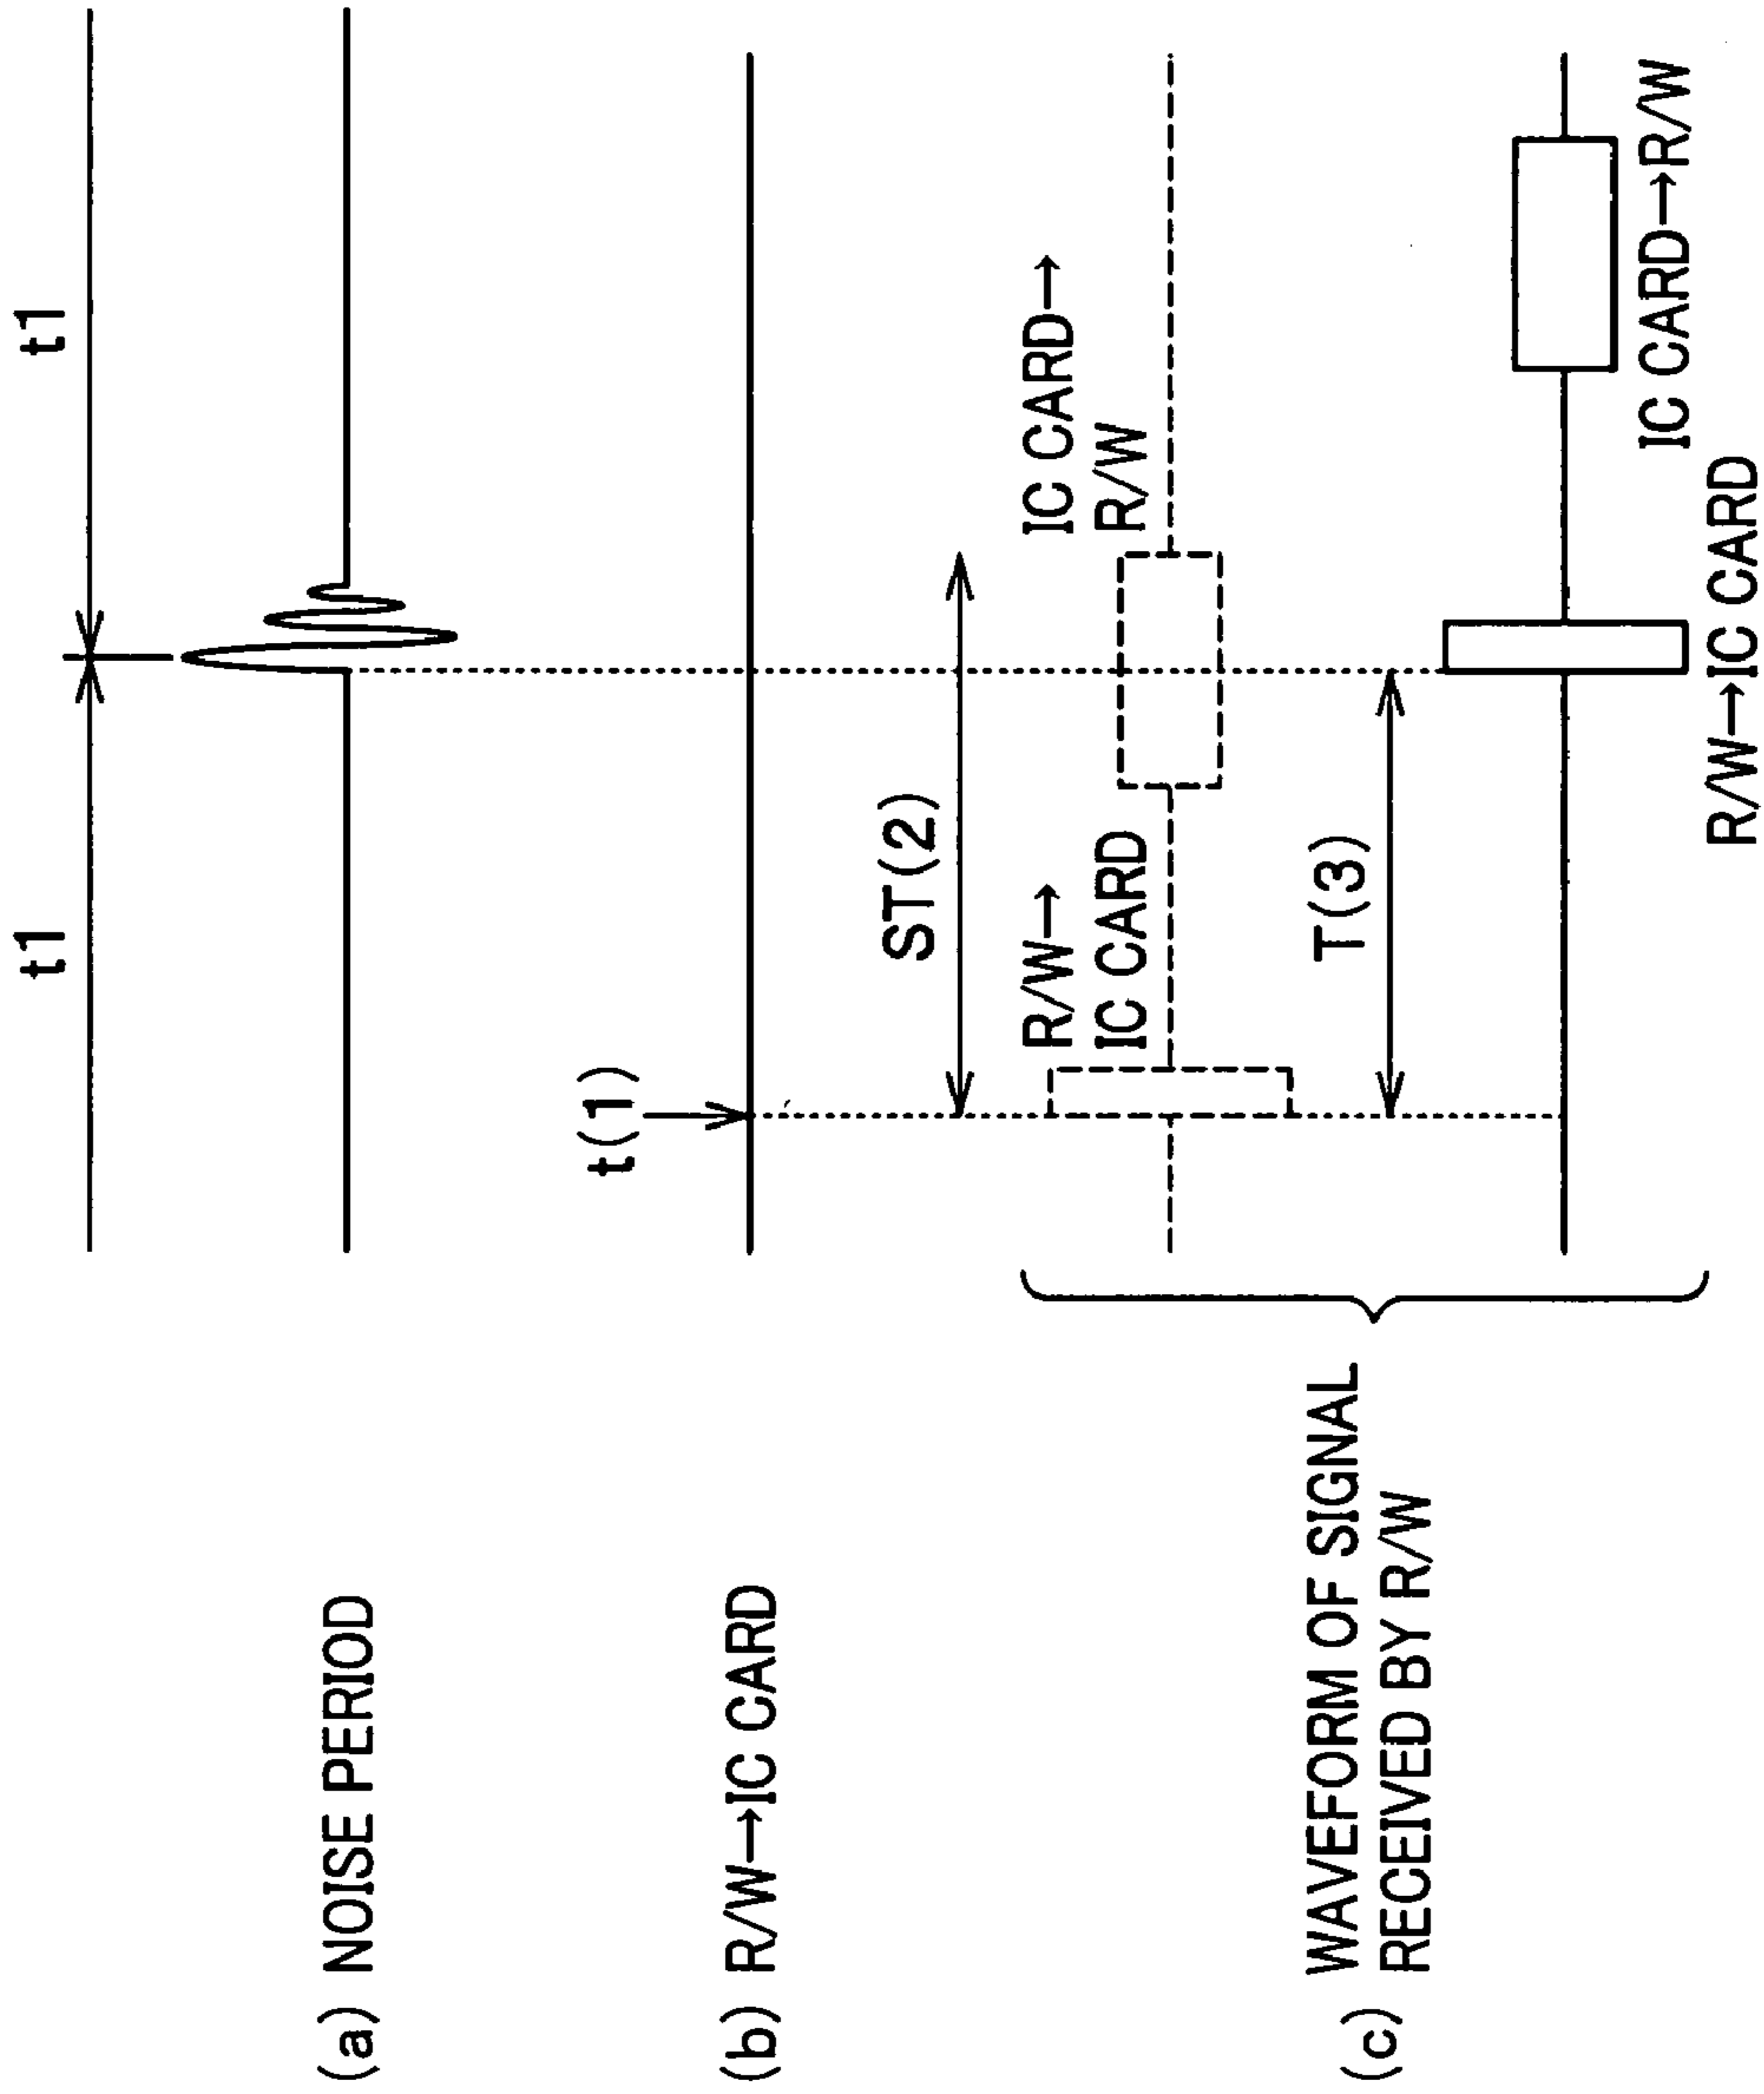 t1
t1
(a) NOISE PERIOD
t(1)
(b) R/W→IC CARD
ST(2)
R/W→
IC CARD
IC CARD→
R/W
T(3)
(c) WAVEFORM OF SIGNAL
RECEIVED BY R/W
IC CARD→R/W
R/W→IC CARD